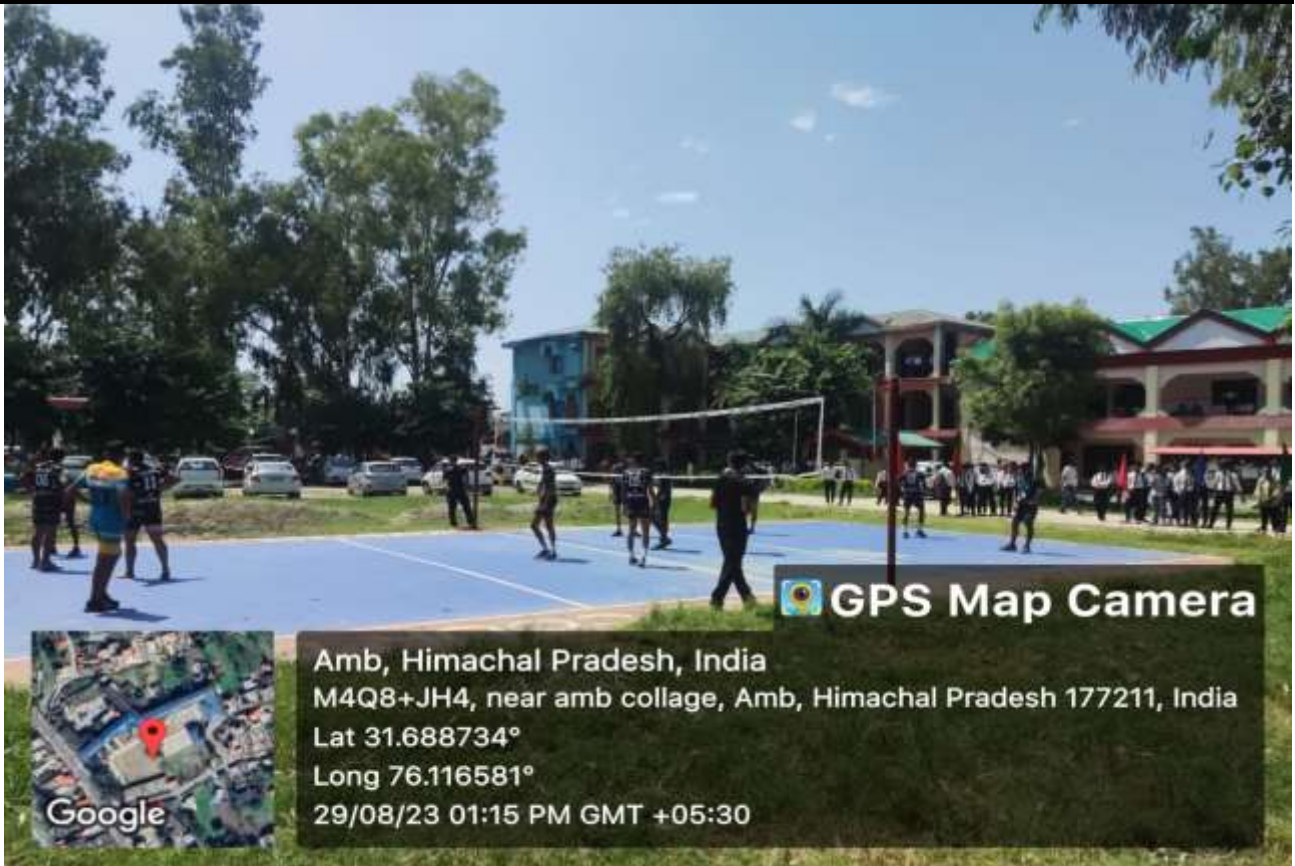 GPS Map Camera
Amb, Himachal Pradesh, India
M4Q8+JH4, near amb collage, Amb, Himachal Pradesh 177211, India
Lat 31.688734°
Long 76.116581°
29/08/23 01:15 PM GMT +05:30
Google